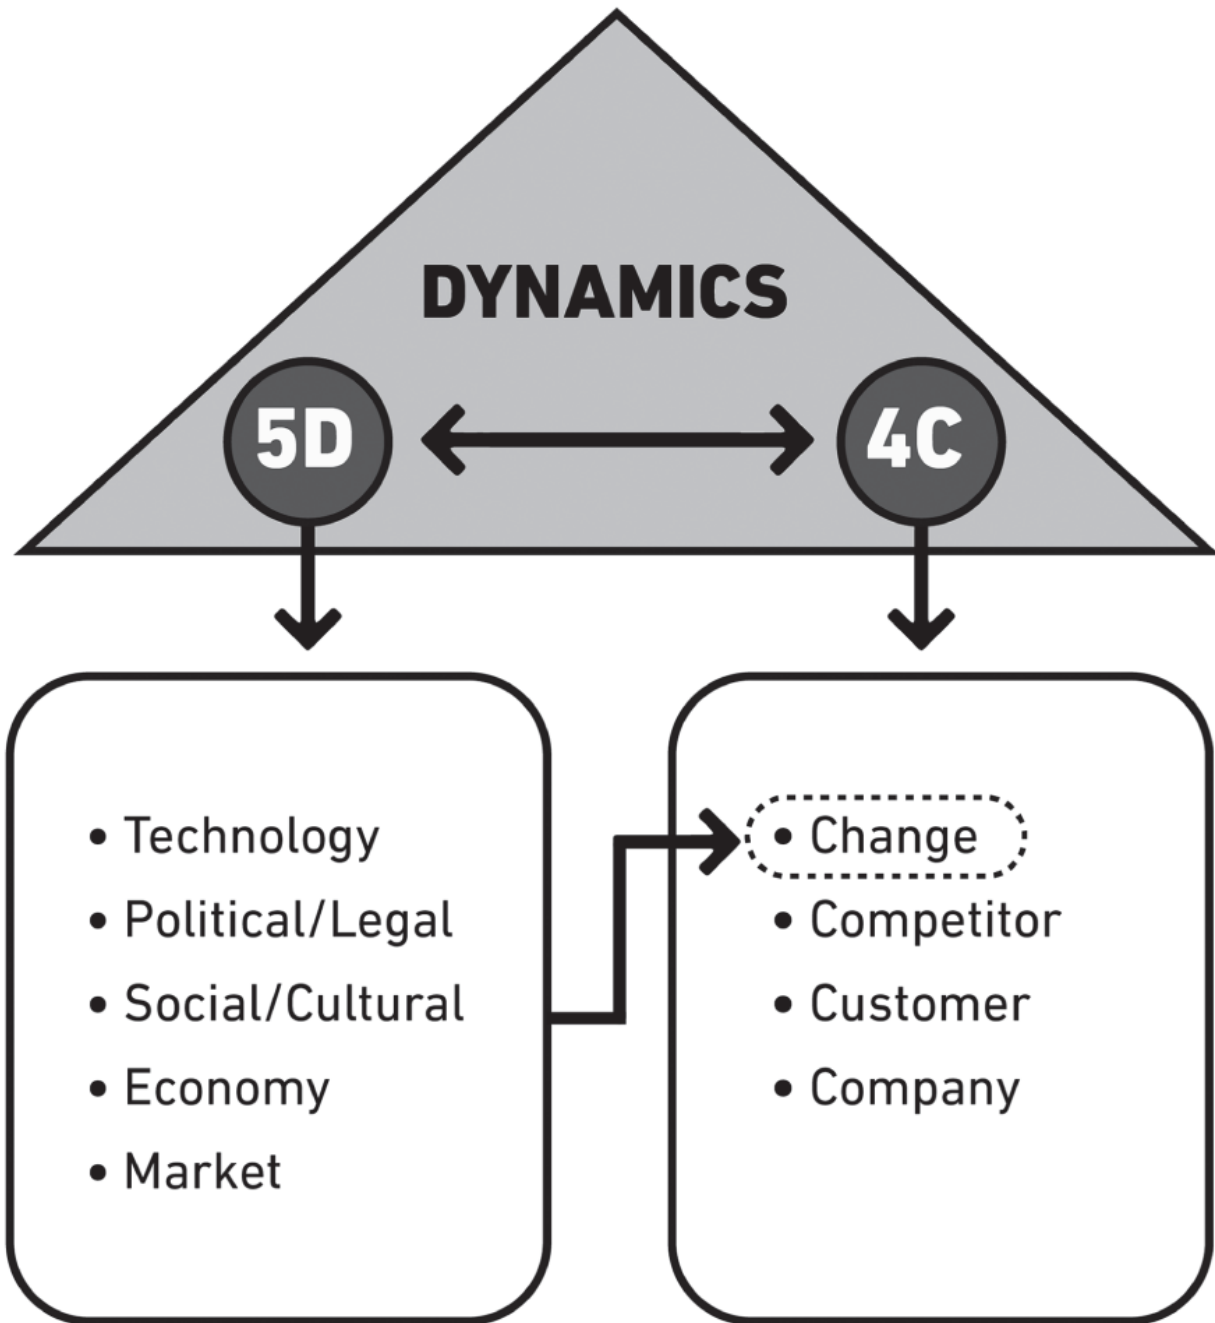 DYNAMICS
5D
4C
• Technology
• Political/Legal
• Social/Cultural
• Economy
• Market
• Change
• Competitor
• Customer
• Company